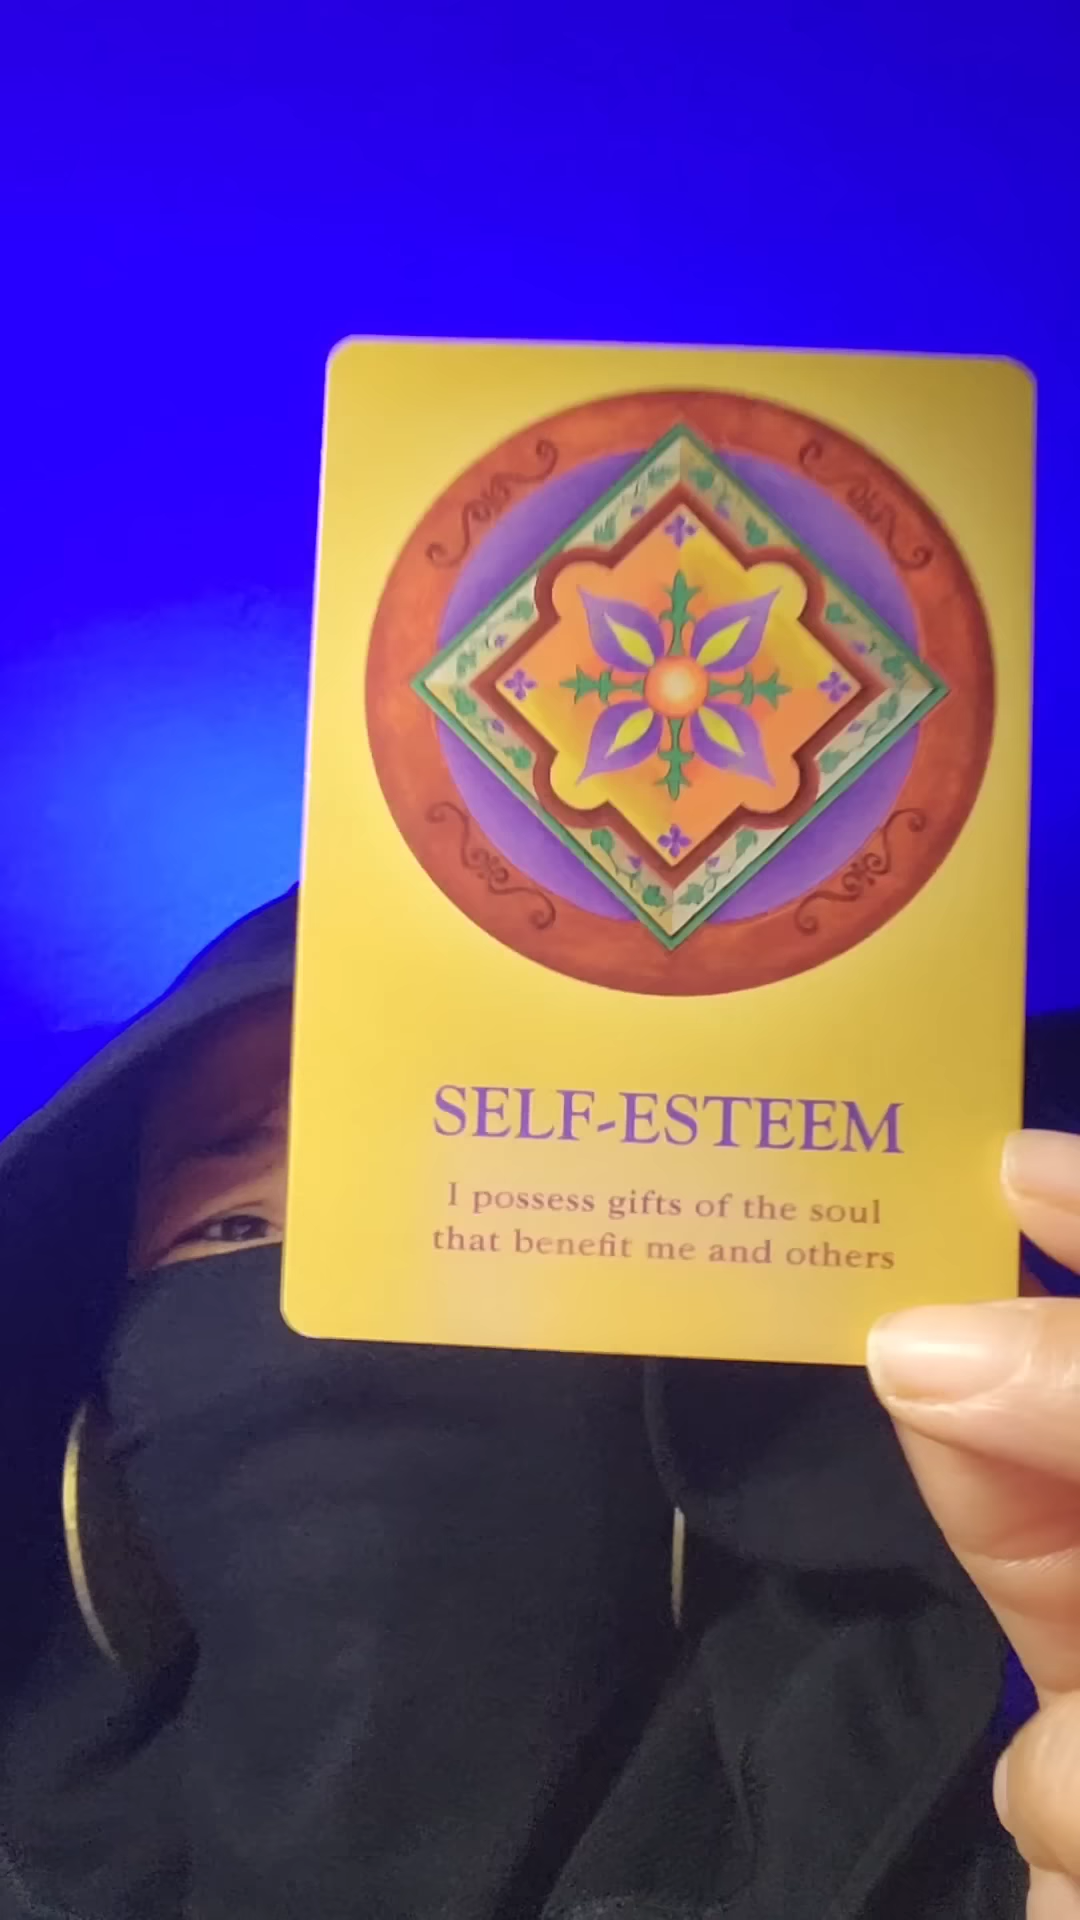 SELF-ESTEEM
I possess gifts of the soul
that benefit me and others